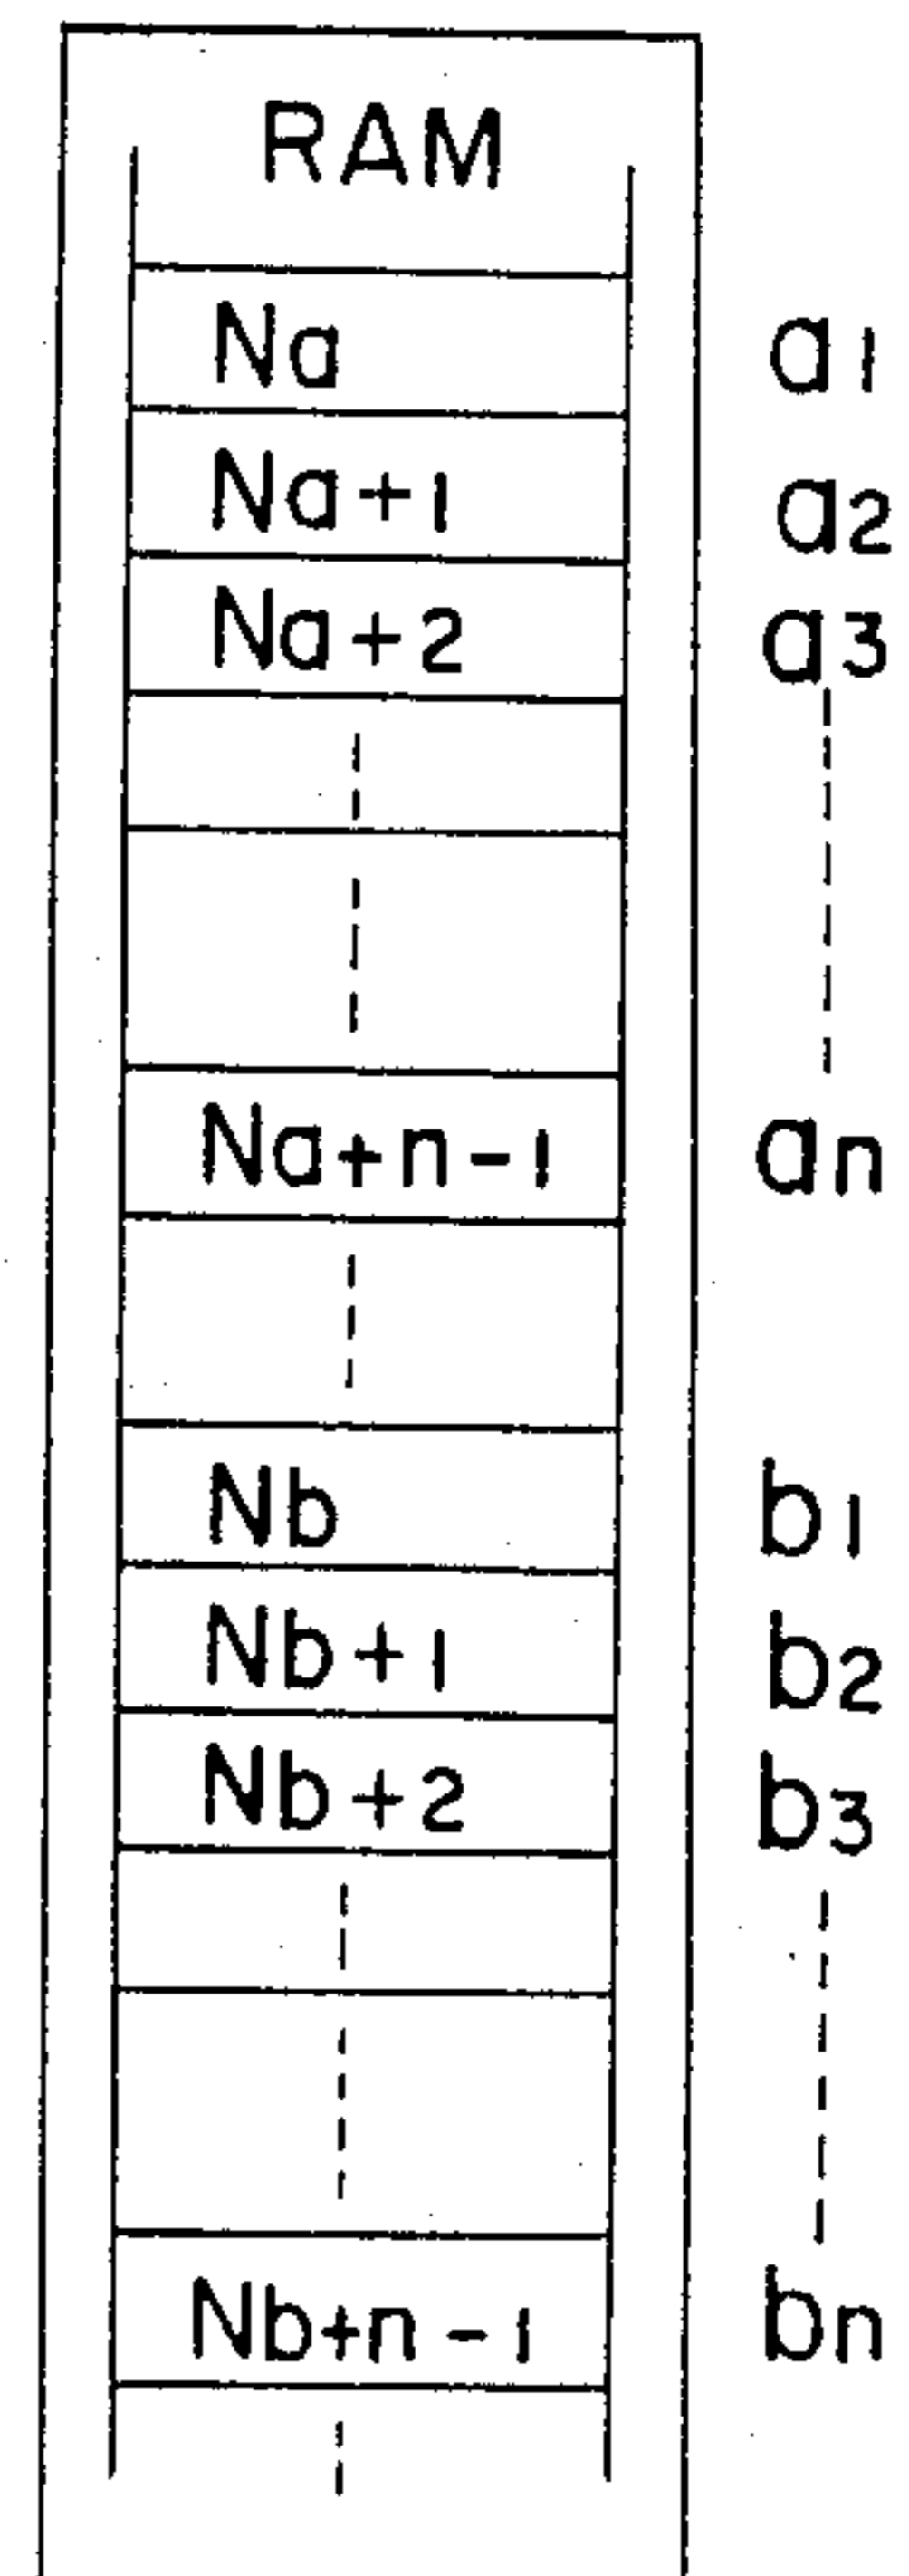 RAM
Na a1
Na+1 a2
Na+2 a3
Na+n-1 an
Nb b1
Nb+1 b2
Nb+2 b3
Nb+n-1 bn